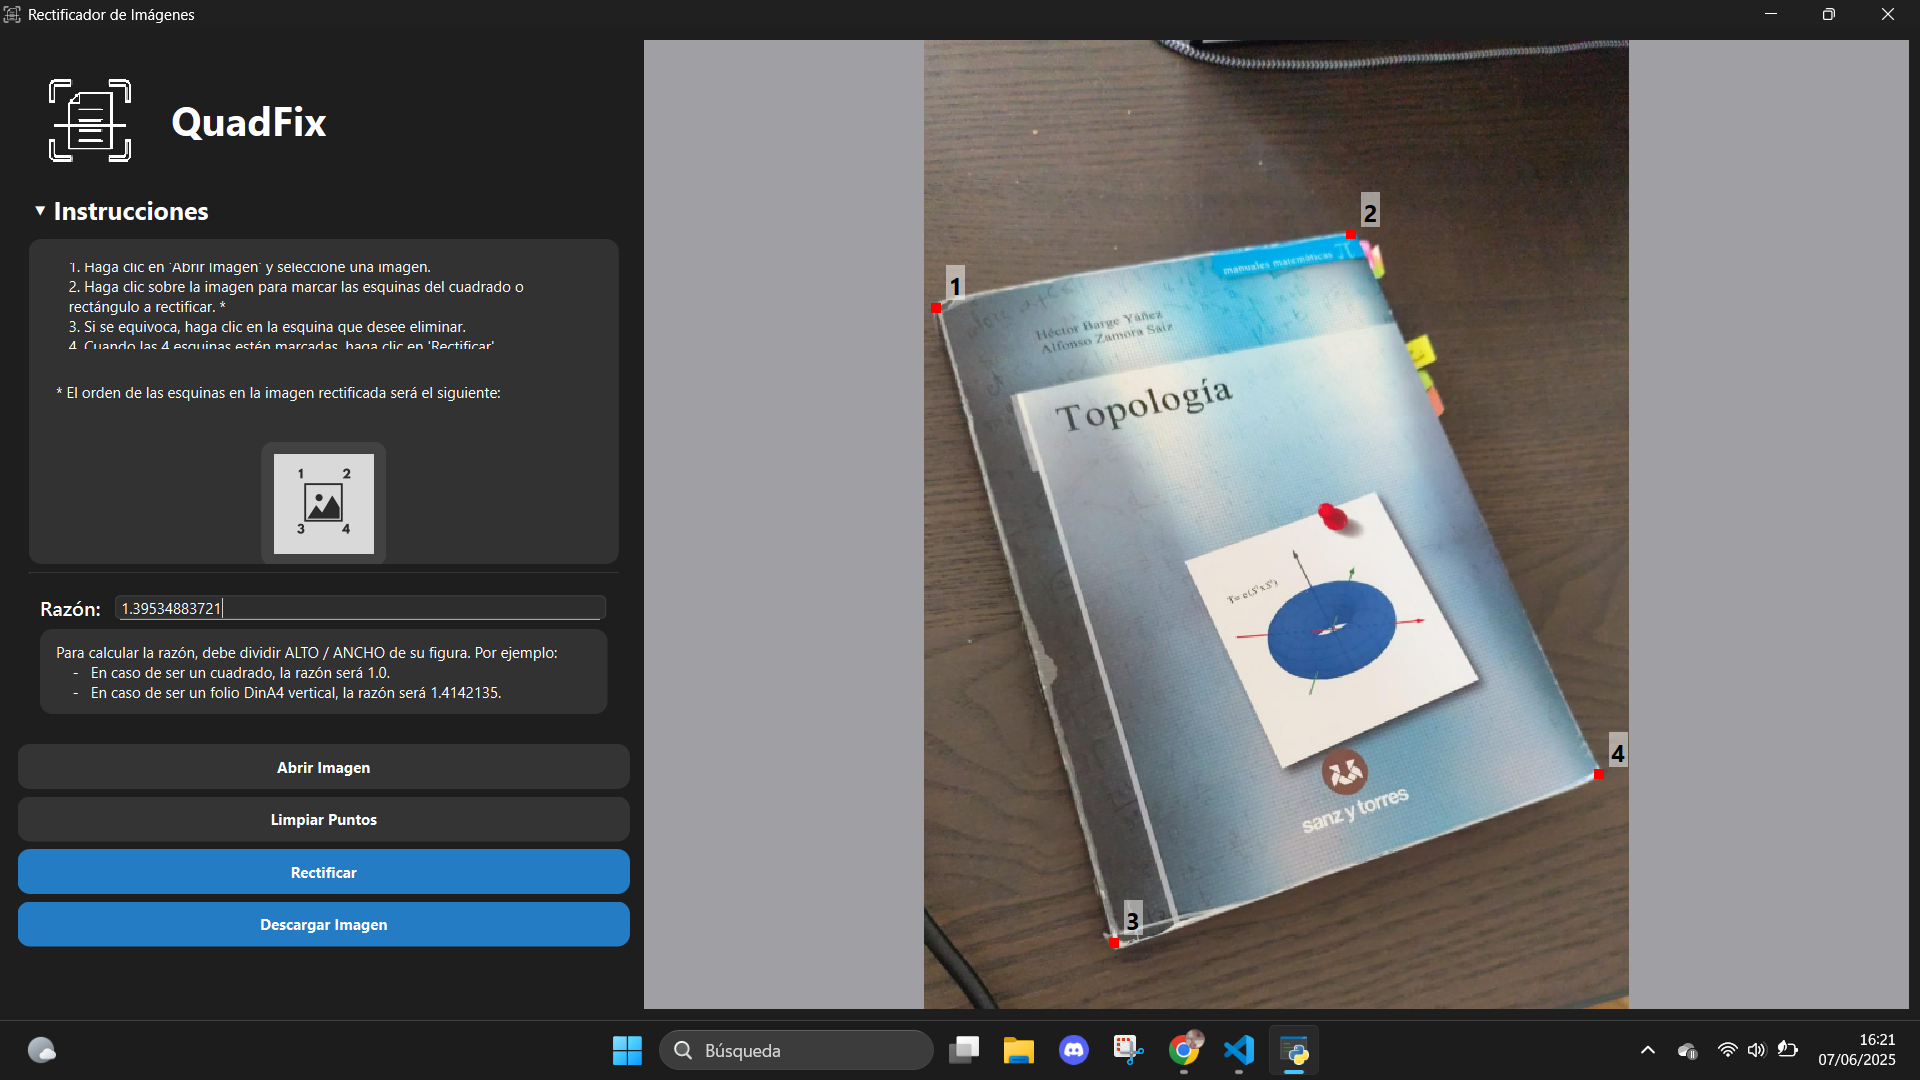 Rectificador de Imágenes
QuadFix
▼ Instrucciones
1. Haga clic en 'Abrir Imagen' y seleccione una imagen.
2. Haga clic sobre la imagen para marcar las esquinas del cuadrado o
rectángulo a rectificar. *
3. Si se equivoca, haga clic en la esquina que desee eliminar.
4. Cuando las 4 esquinas estén marcadas, haga clic en 'Rectificar'
* El orden de las esquinas en la imagen rectificada será el siguiente:
1 2
3 4
Razón: 1.39534883721
Para calcular la razón, debe dividir ALTO / ANCHO de su figura. Por ejemplo:
- En caso de ser un cuadrado, la razón será 1.0.
- En caso de ser un folio DinA4 vertical, la razón será 1.4142135.
Abrir Imagen
Limpiar Puntos
Rectificar
Descargar Imagen
2
1
manuales matemáticas
Héctor Barge Yáñez
Alfonso Zamora Saiz
Topología
4
sanz y torres
3
Búsqueda
16:21
07/06/2025